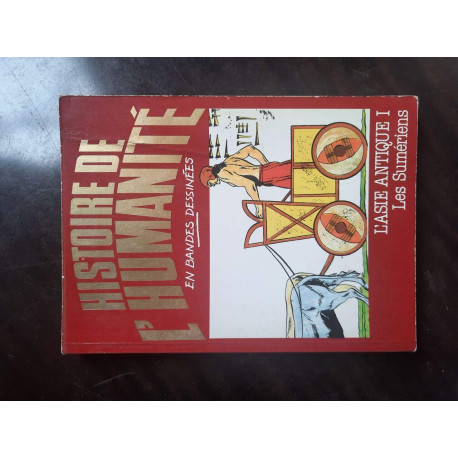 HISTOIRE DE
L'HUMANITÉ
EN BANDES DESSINÉES
L'ASIE ANTIQUE I
Les Sumériens